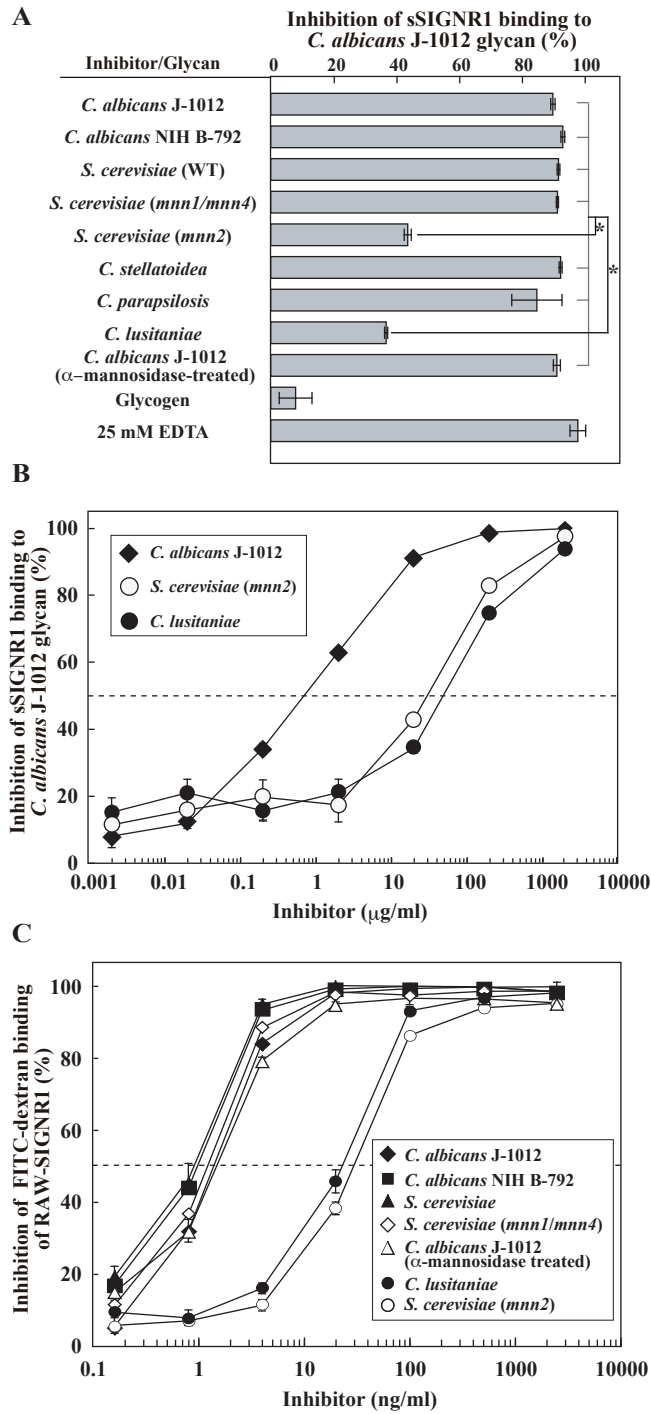 A
Inhibition of sSIGNR1 binding to
C. albicans J-1012 glycan (%)
Inhibitor/Glycan
0 20 40 60 80 100
C. albicans J-1012
C. albicans NIH B-792
S. cerevisiae (WT)
S. cerevisiae (mnn1/mnn4)
S. cerevisiae (mnn2)
*
C. stellatoidea
*
C. parapsilosis
C. lusitaniae
C. albicans J-1012
(α−mannosidase-treated)
Glycogen
25 mM EDTA
B
Inhibition of sSIGNR1 binding to
C. albicans J-1012 glycan (%)
100
80
60
40
20
0
C. albicans J-1012
S. cerevisiae (mnn2)
C. lusitaniae
0.001 0.01 0.1 1 10 100 1000 10000
Inhibitor (μg/ml)
C
Inhibition of FITC-dextran binding
of RAW-SIGNR1 (%)
100
80
60
40
20
0
C. albicans
J-1012
C. albicans NIH B-792
S. cerevisiae
S. cerevisiae (mnn1/mnn4)
C. albicans J-1012
(α-mannosidase treated)
C. lusitaniae
S. cerevisiae (mnn2)
0.1 1 10 100 1000 10000
Inhibitor (ng/ml)